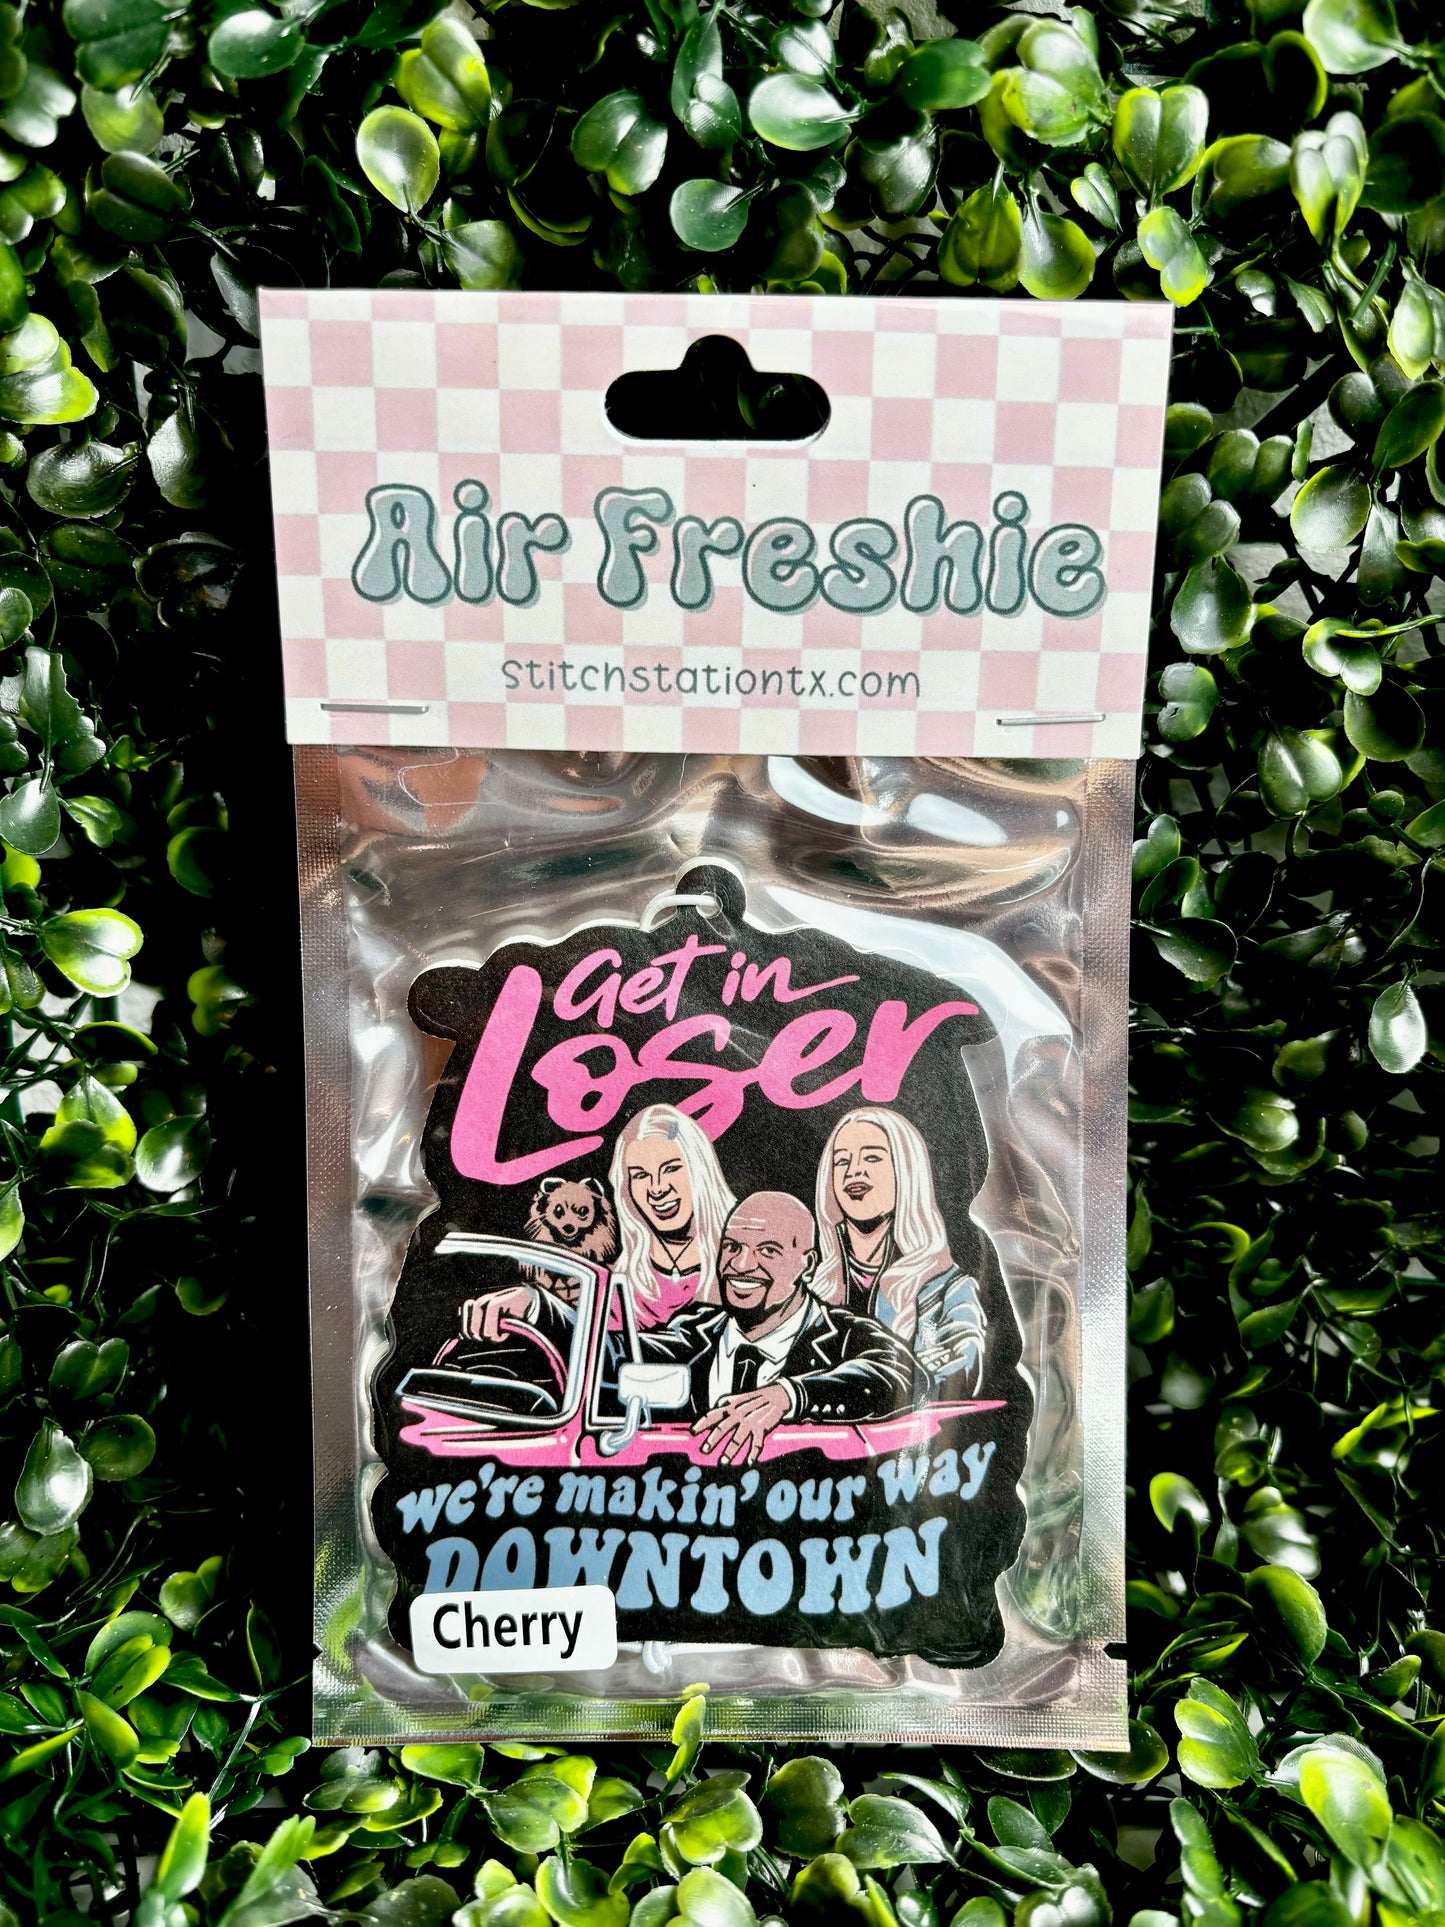 Air Freshie
stitchstationtx.com
Get in
Loser
we're makin' our way
DOWNTOWN
Cherry